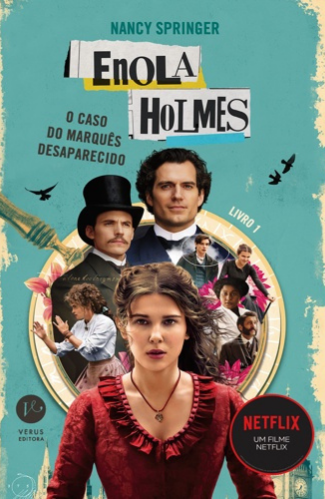 NANCY SPRINGER
ENOLA
HOLMES
O CASO
DO MARQUÊS
DESAPARECIDO
LIVRO 1
VERUS
EDITORA
NETFLIX
UM FILME
NETFLIX